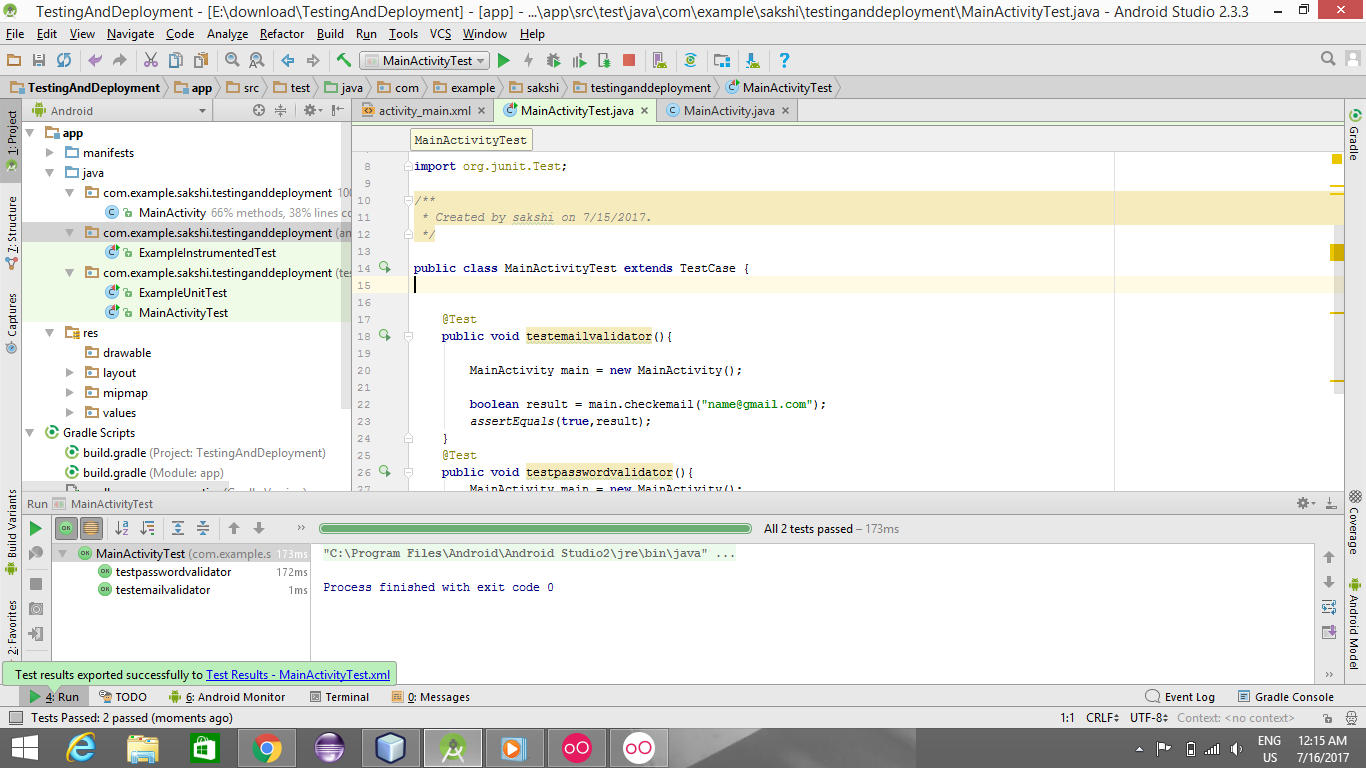 TestingAndDeployment - [E:\download\TestingAndDeployment] - [app] - ...\app\src\test\java\com\example\sakshi\testinganddeployment\MainActivityTest.java - Android Studio 2.3.3
File Edit View Navigate Code Analyze Refactor Build Run Tools VCS Window Help
MainActivityTest
TestingAndDeployment app src test java com example sakshi testinganddeployment MainActivityTest
Android
activity_main.xml MainActivityTest.java MainActivity.java
1: Project
7: Structure
Captures
Build Variants
2: Favorites
app
manifests
java
com.example.sakshi.testinganddeployment 100
MainActivity 66% methods, 38% lines co
com.example.sakshi.testinganddeployment (an
ExampleInstrumentedTest
com.example.sakshi.testinganddeployment (te
ExampleUnitTest
MainActivityTest
res
drawable
layout
mipmap
values
Gradle Scripts
build.gradle (Project: TestingAndDeployment)
build.gradle (Module: app)
MainActivityTest
8 import org.junit.Test;
9
10 /**
11 * Created by sakshi on 7/15/2017.
12 */
13
14 public class MainActivityTest extends TestCase {
15
16
17 @Test
18 public void testemailvalidator(){
19
20 MainActivity main = new MainActivity();
21
22 boolean result = main.checkemail("name@gmail.com");
23 assertEquals(true,result);
24 }
25 @Test
26 public void testpasswordvalidator(){
27 MainActivity main = new MainActivity();
Gradle
Coverage
Android Model
Run MainActivityTest
All 2 tests passed – 173ms
MainActivityTest (com.example.s 173ms
testpasswordvalidator 172ms
testemailvalidator 1ms
"C:\Program Files\Android\Android Studio2\jre\bin\java" ...
Process finished with exit code 0
Test results exported successfully to Test Results - MainActivityTest.xml
4: Run TODO 6: Android Monitor Terminal 0: Messages Event Log Gradle Console
Tests Passed: 2 passed (moments ago) 1:1 CRLF UTF-8 Context: <no context>
ENG 12:15 AM
US 7/16/2017